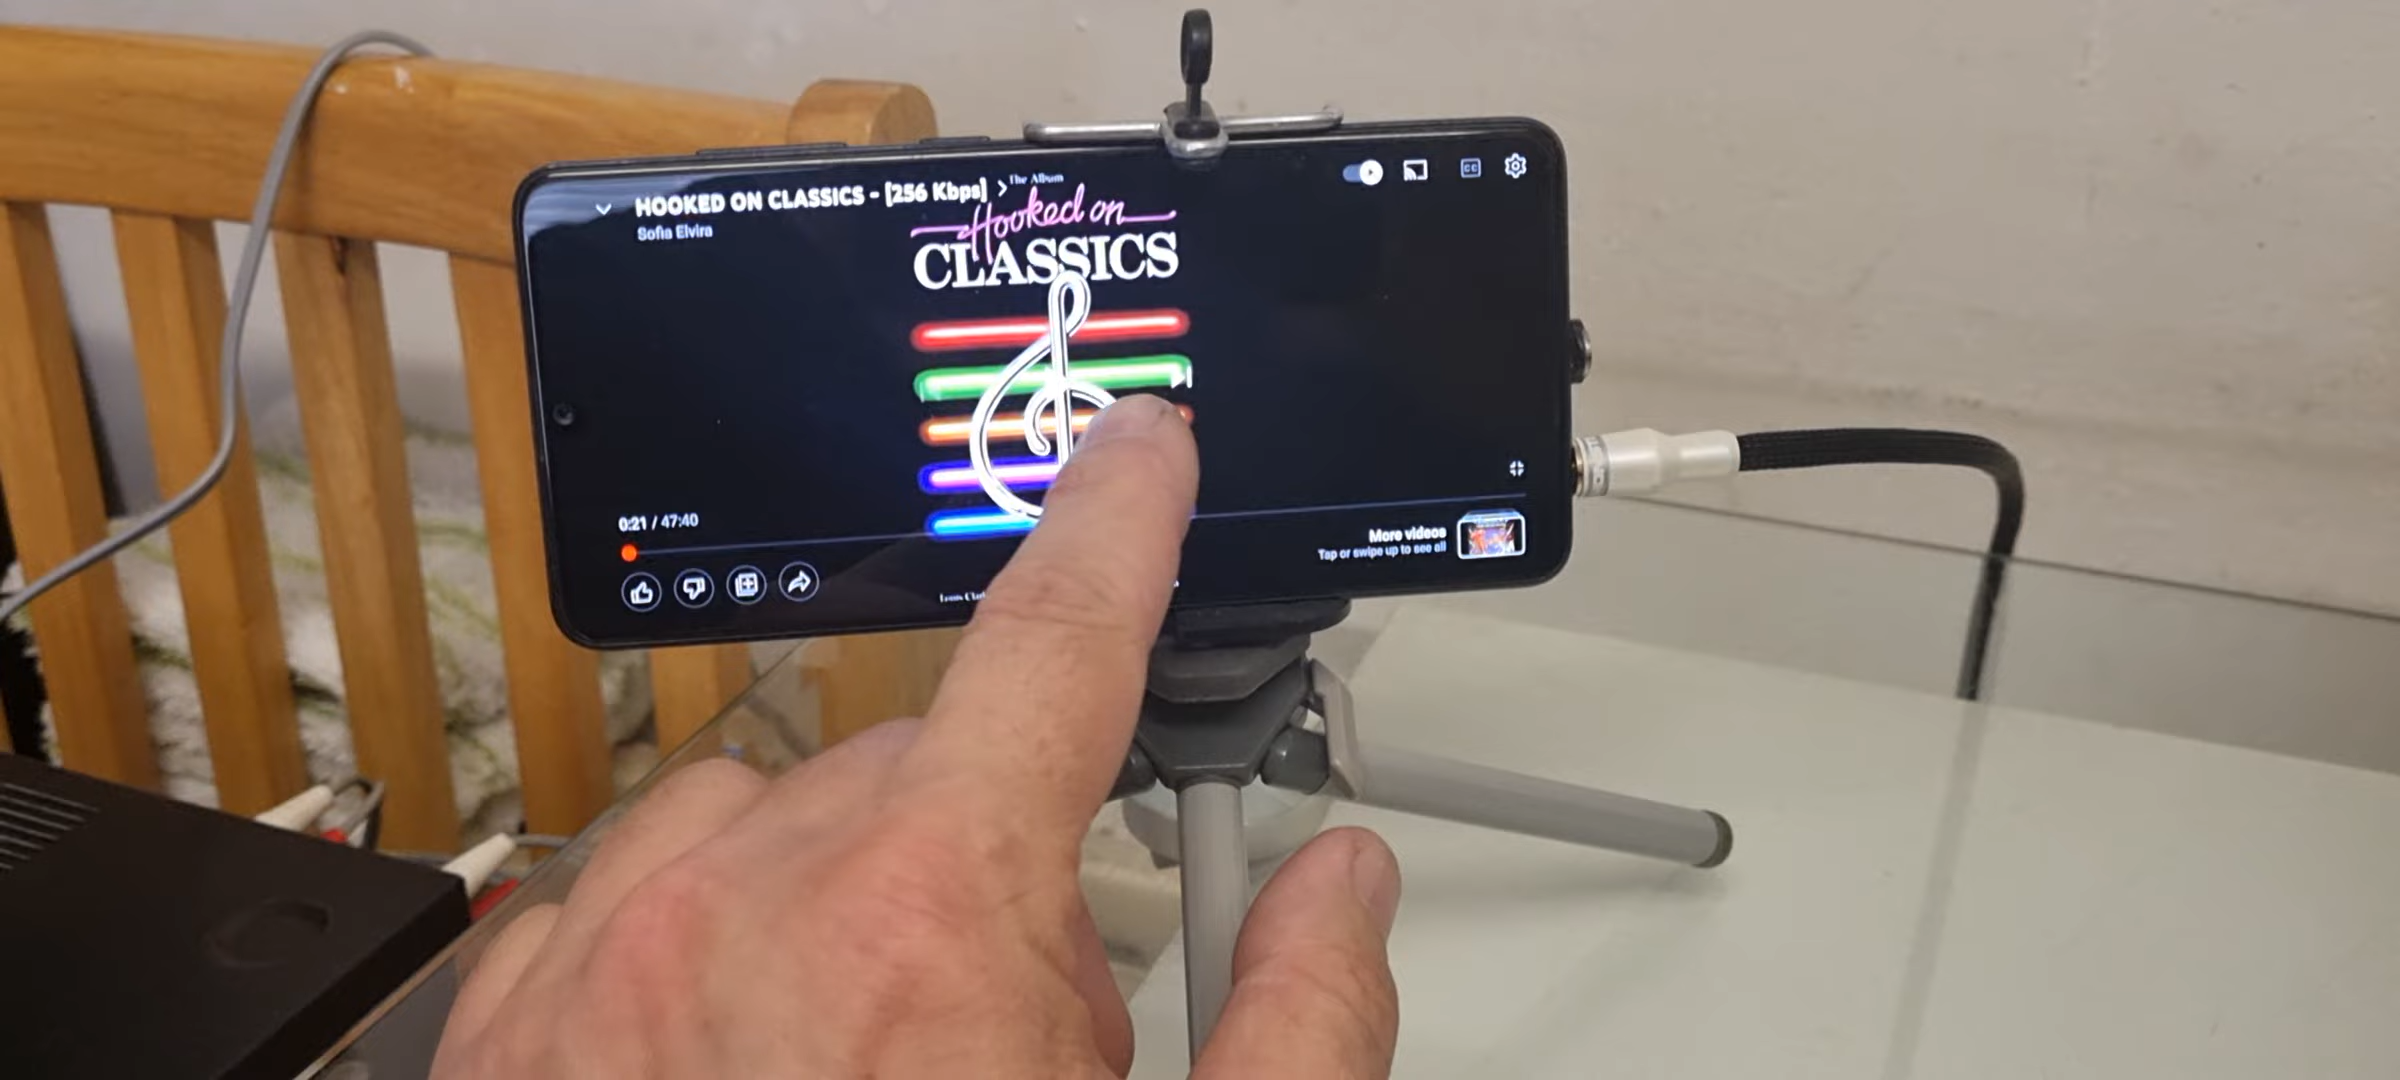 HOOKED ON CLASSICS - [256 Kbps]
Sofia Elvira
The Album
Hooked on
CLASSICS
CC
0:21 / 47:40
More videos
Tap or swipe up to see all